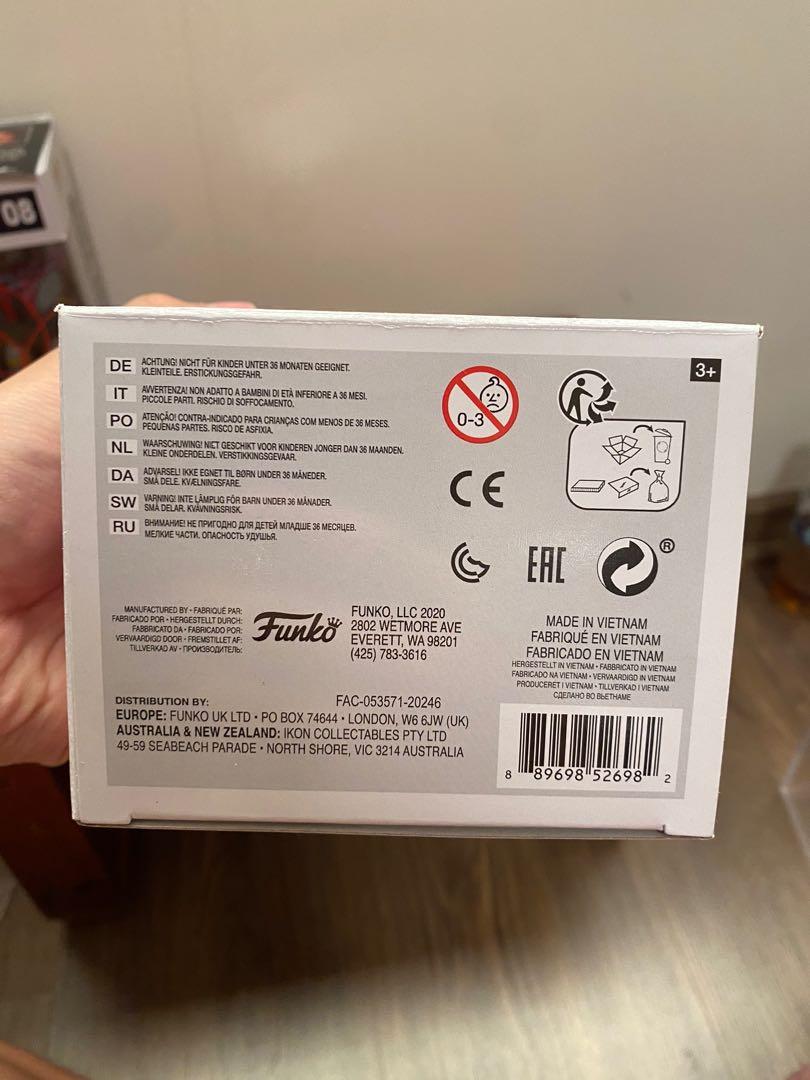 08
3+
DE ACHTUNG! NICHT FÜR KINDER UNTER 36 MONATEN GEEIGNET.
KLEINTEILE. ERSTICKUNGSGEFAHR.
IT AVVERTENZA! NON ADATTO A BAMBINI DI ETÀ INFERIORE A 36 MESI.
PICCOLE PARTI. RISCHIO DI SOFFOCAMENTO.
PO ATENÇÃO! CONTRA-INDICADO PARA CRIANÇAS COM MENOS DE 36 MESES.
PEQUENAS PARTES. RISCO DE ASFIXIA.
NL WAARSCHUWING! NIET GESCHIKT VOOR KINDEREN JONGER DAN 36 MAANDEN.
KLEINE ONDERDELEN. VERSTIKKINGSGEVAAR.
DA ADVARSEL! IKKE EGNET TIL BØRN UNDER 36 MÅNEDER.
SMÅ DELE. KVÆLNINGSFARE.
SW VARNING! INTE LÄMPLIG FÖR BARN UNDER 36 MÅNADER.
SMÅ DELAR. KVÄVNINGSRISK.
RU ВНИМАНИЕ! НЕ ПРИГОДНО ДЛЯ ДЕТЕЙ МЛАДШЕ 36 МЕСЯЦЕВ.
МЕЛКИЕ ЧАСТИ. ОПАСНОСТЬ УДУШЬЯ.
0-3
CE
EAC
®
MANUFACTURED BY • FABRIQUÉ PAR:
FABRICADO POR • HERGESTELLT DURCH:
FABBRICATO DA • FABRICADO POR:
VERVAARDIGD DOOR • FREMSTILLET AF:
TILLVERKAD AV • ПРОИЗВОДИТЕЛЬ:
Funko
FUNKO, LLC 2020
2802 WETMORE AVE
EVERETT, WA 98201
(425) 783-3616
MADE IN VIETNAM
FABRIQUÉ EN VIETNAM
FABRICADO EN VIETNAM
HERGESTELLT IN VIETNAM • FABBRICATO IN VIETNAM
FABRICADO NA VIETNAM • VERVAARDIGD IN VIETNAM
PRODUCERET I VIETNAM • TILLVERKAD I VIETNAM
СДЕЛАНО ВО ВЬЕТНАМЕ
DISTRIBUTION BY:
FAC-053571-20246
EUROPE: FUNKO UK LTD • PO BOX 74644 • LONDON, W6 6JW (UK)
AUSTRALIA & NEW ZEALAND: IKON COLLECTABLES PTY LTD
49-59 SEABEACH PARADE • NORTH SHORE, VIC 3214 AUSTRALIA
8 89698 52698 2